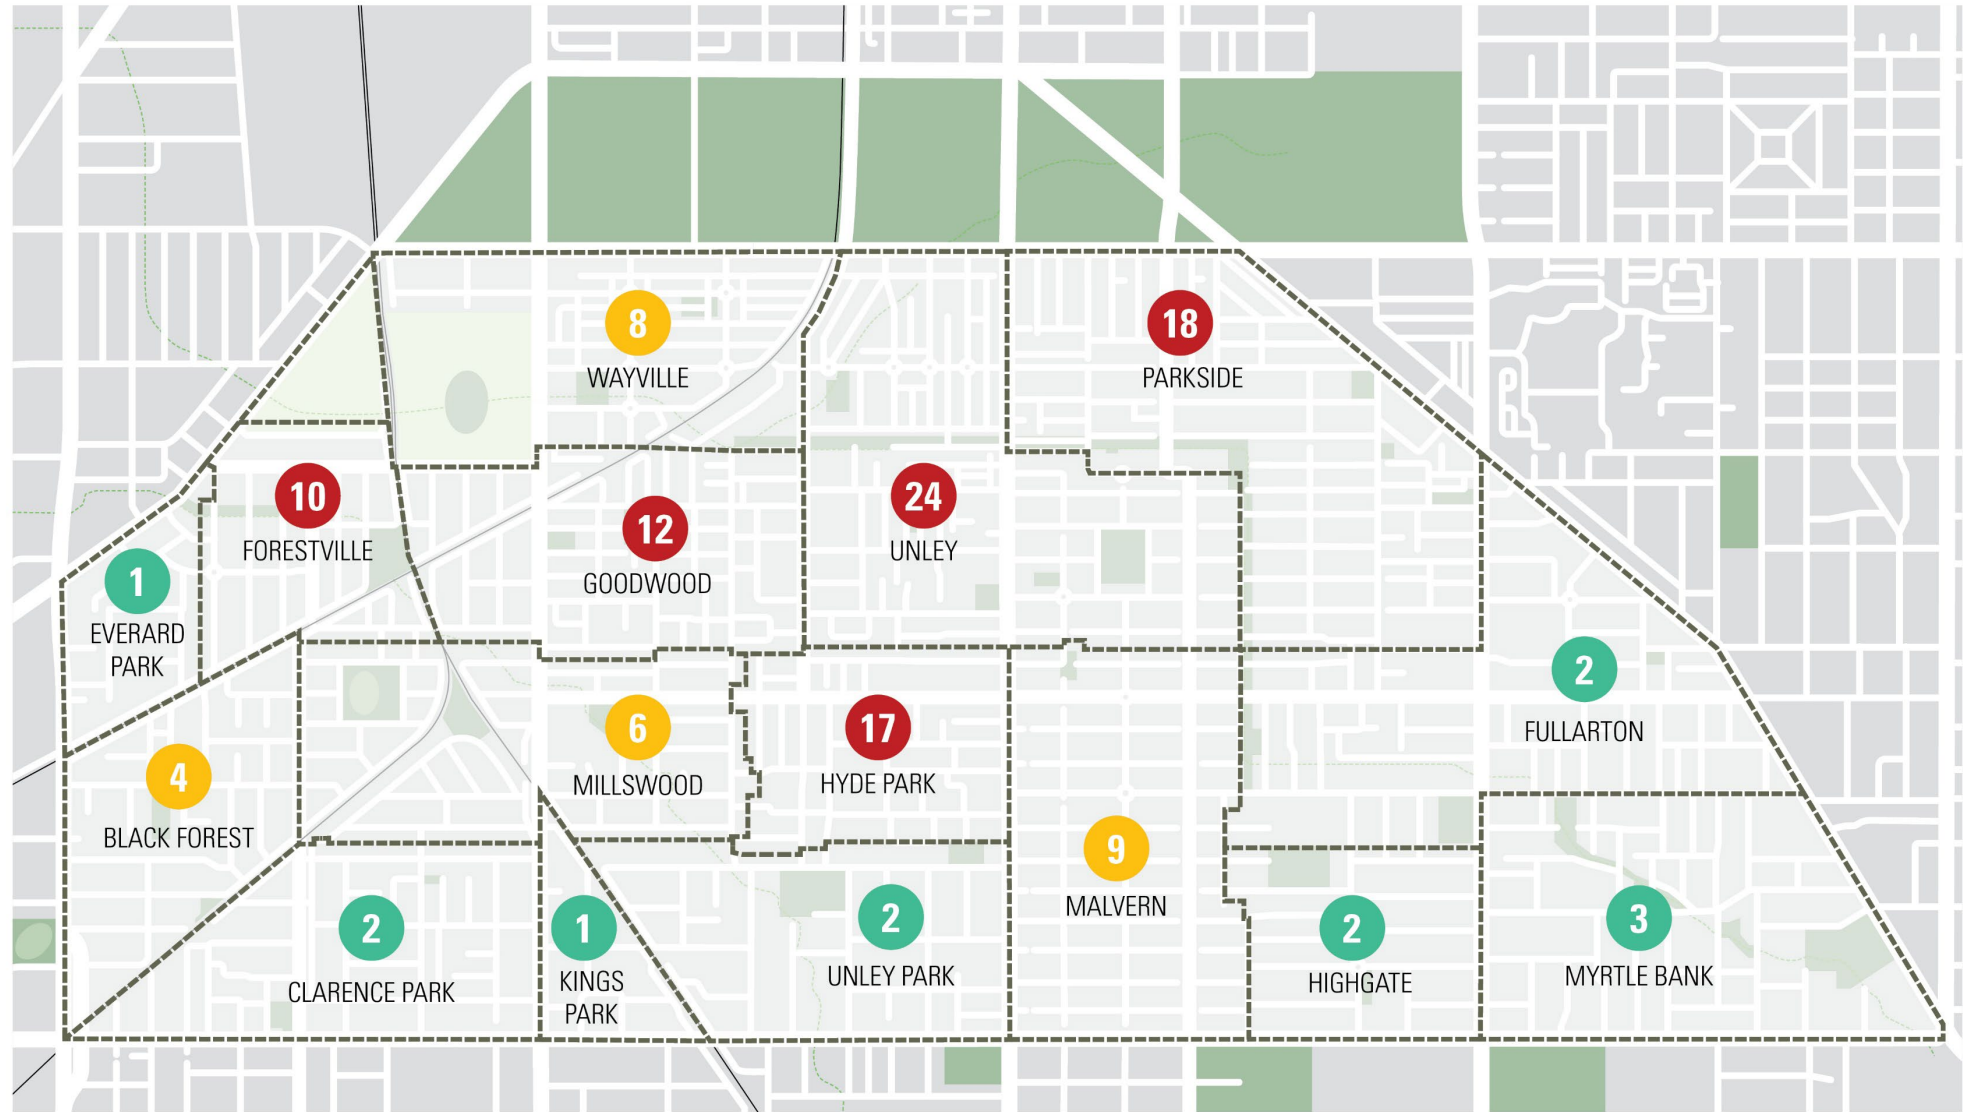 8
WAYVILLE
18
PARKSIDE
10
FORESTVILLE
12
GOODWOOD
24
UNLEY
1
EVERARD
PARK
2
FULLARTON
6
MILLSWOOD
17
HYDE PARK
4
BLACK FOREST
9
MALVERN
2
CLARENCE PARK
1
KINGS
PARK
2
UNLEY PARK
2
HIGHGATE
3
MYRTLE BANK